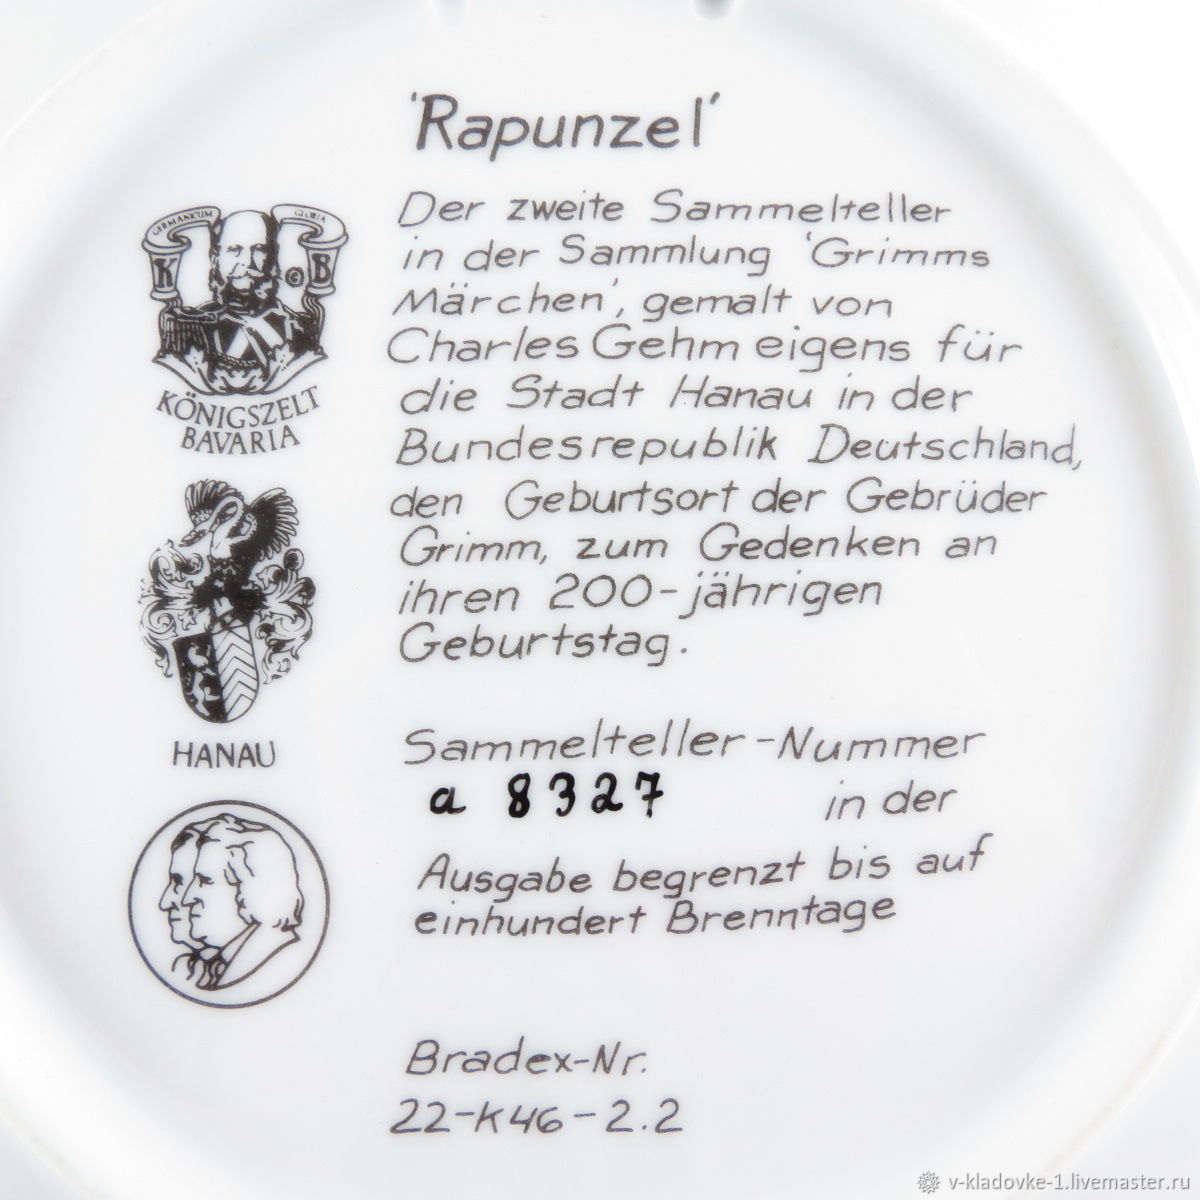 'Rapunzel'
Der zweite Sammelteller
in der Sammlung 'Grimms
Märchen', gemalt von
Charles Gehm eigens für
die Stadt Hanau in der
Bundesrepublik Deutschland,
den Geburtsort der Gebrüder
Grimm, zum Gedenken an
ihren 200-jährigen
Geburtstag.
Sammelteller-Nummer
a 8327 in der
Ausgabe begrenzt bis auf
einhundert Brenntage
Bradex-Nr.
22-K46-2.2
GERMANICUM GLORIA
K © B
KÖNIGSZELT
BAVARIA
HANAU
v-kladovke-1.livemaster.ru